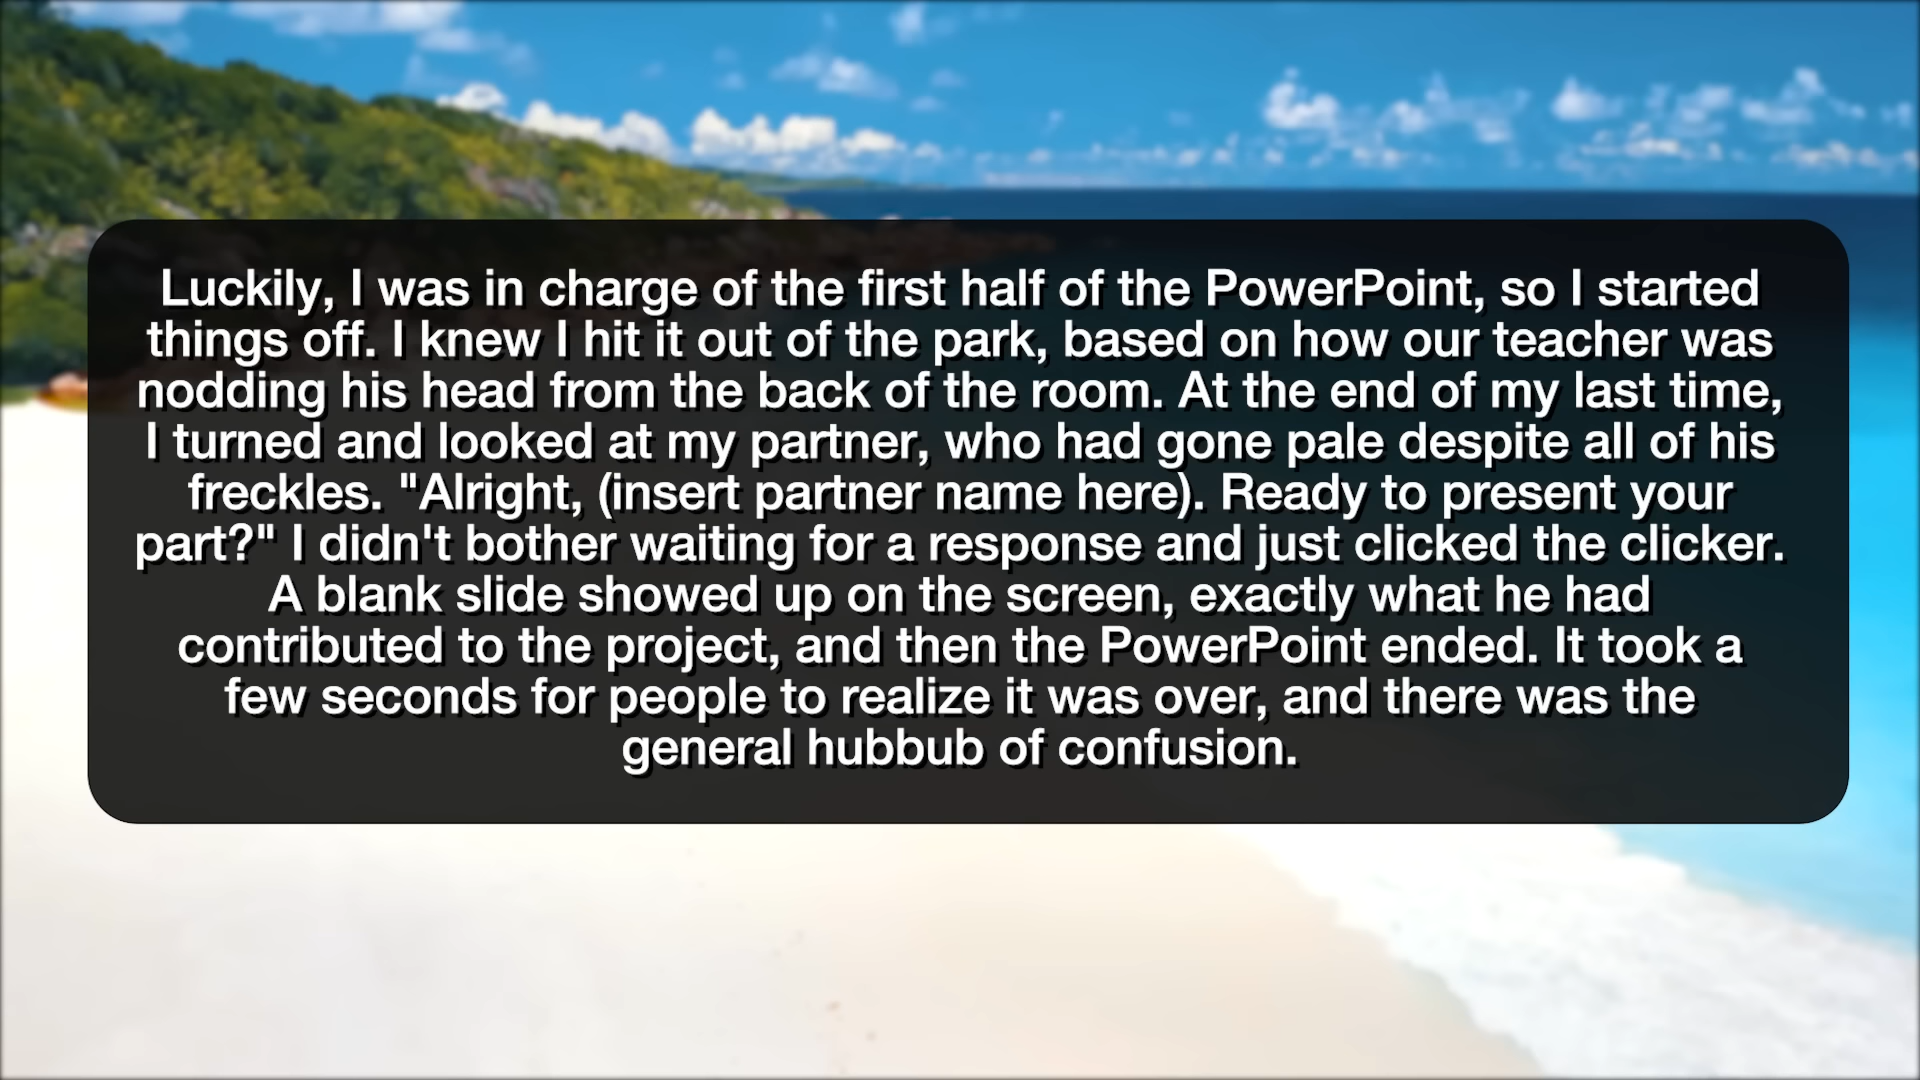 Luckily, I was in charge of the first half of the PowerPoint, so I started
things off. I knew I hit it out of the park, based on how our teacher was
nodding his head from the back of the room. At the end of my last time,
I turned and looked at my partner, who had gone pale despite all of his
freckles. "Alright, (insert partner name here). Ready to present your
part?" I didn't bother waiting for a response and just clicked the clicker.
A blank slide showed up on the screen, exactly what he had
contributed to the project, and then the PowerPoint ended. It took a
few seconds for people to realize it was over, and there was the
general hubbub of confusion.